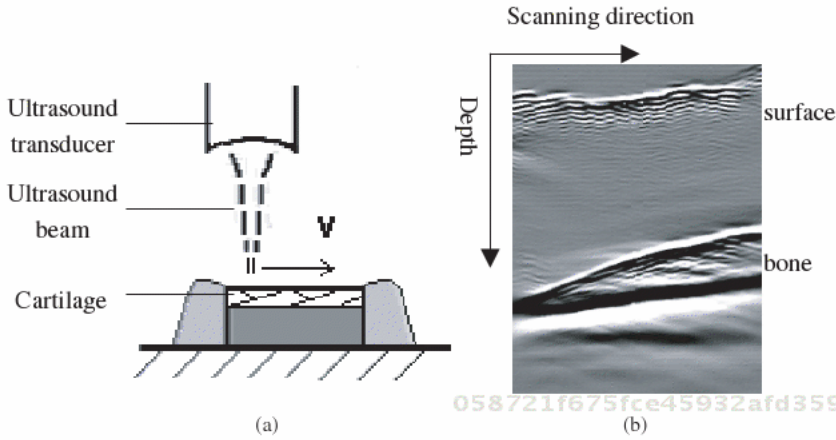 Scanning direction
Ultrasound
transducer
Ultrasound
beam
V
Cartilage
Depth
surface
bone
058721f675fce45932afd359
(a)
(b)